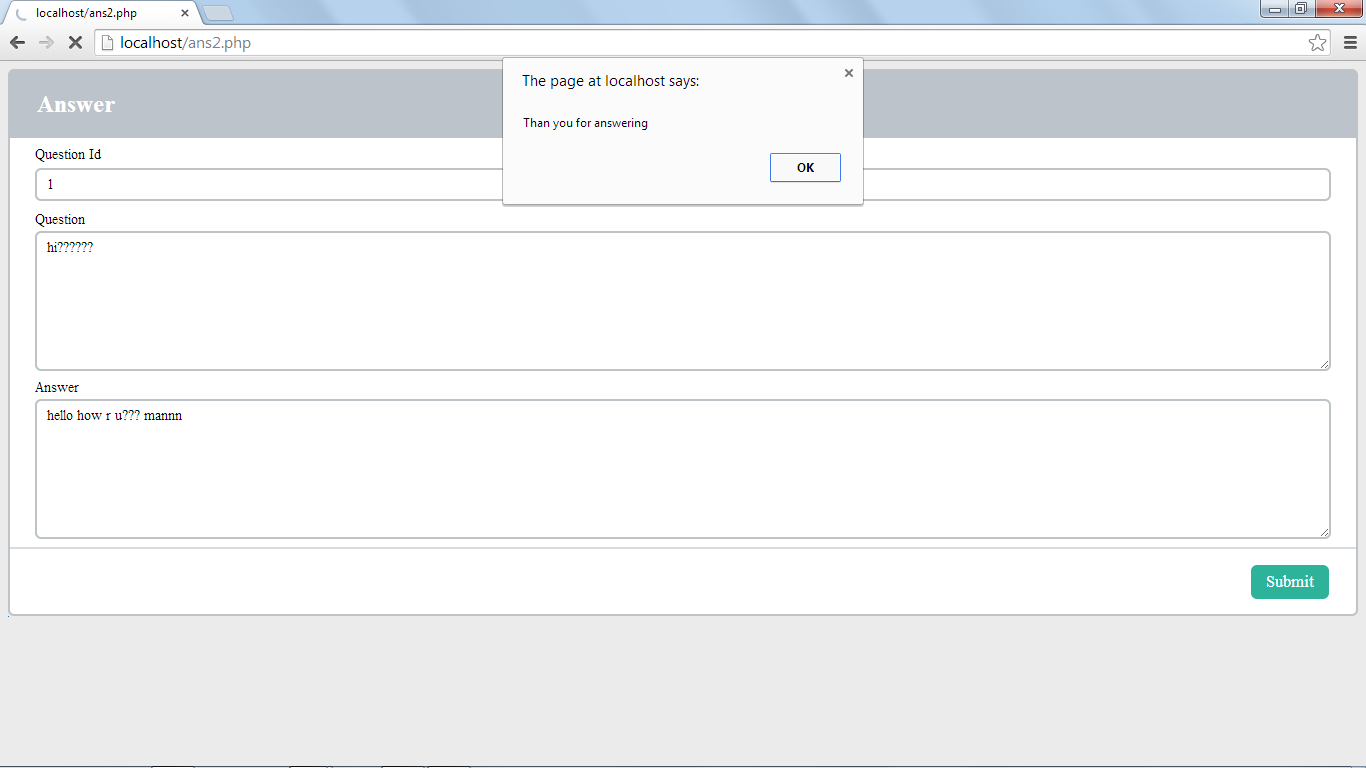 localhost/ans2.php
localhost/ans2.php
The page at localhost says:
Than you for answering
OK
Answer
Question Id
1
Question
hi??????
Answer
hello how r u??? mannn
Submit